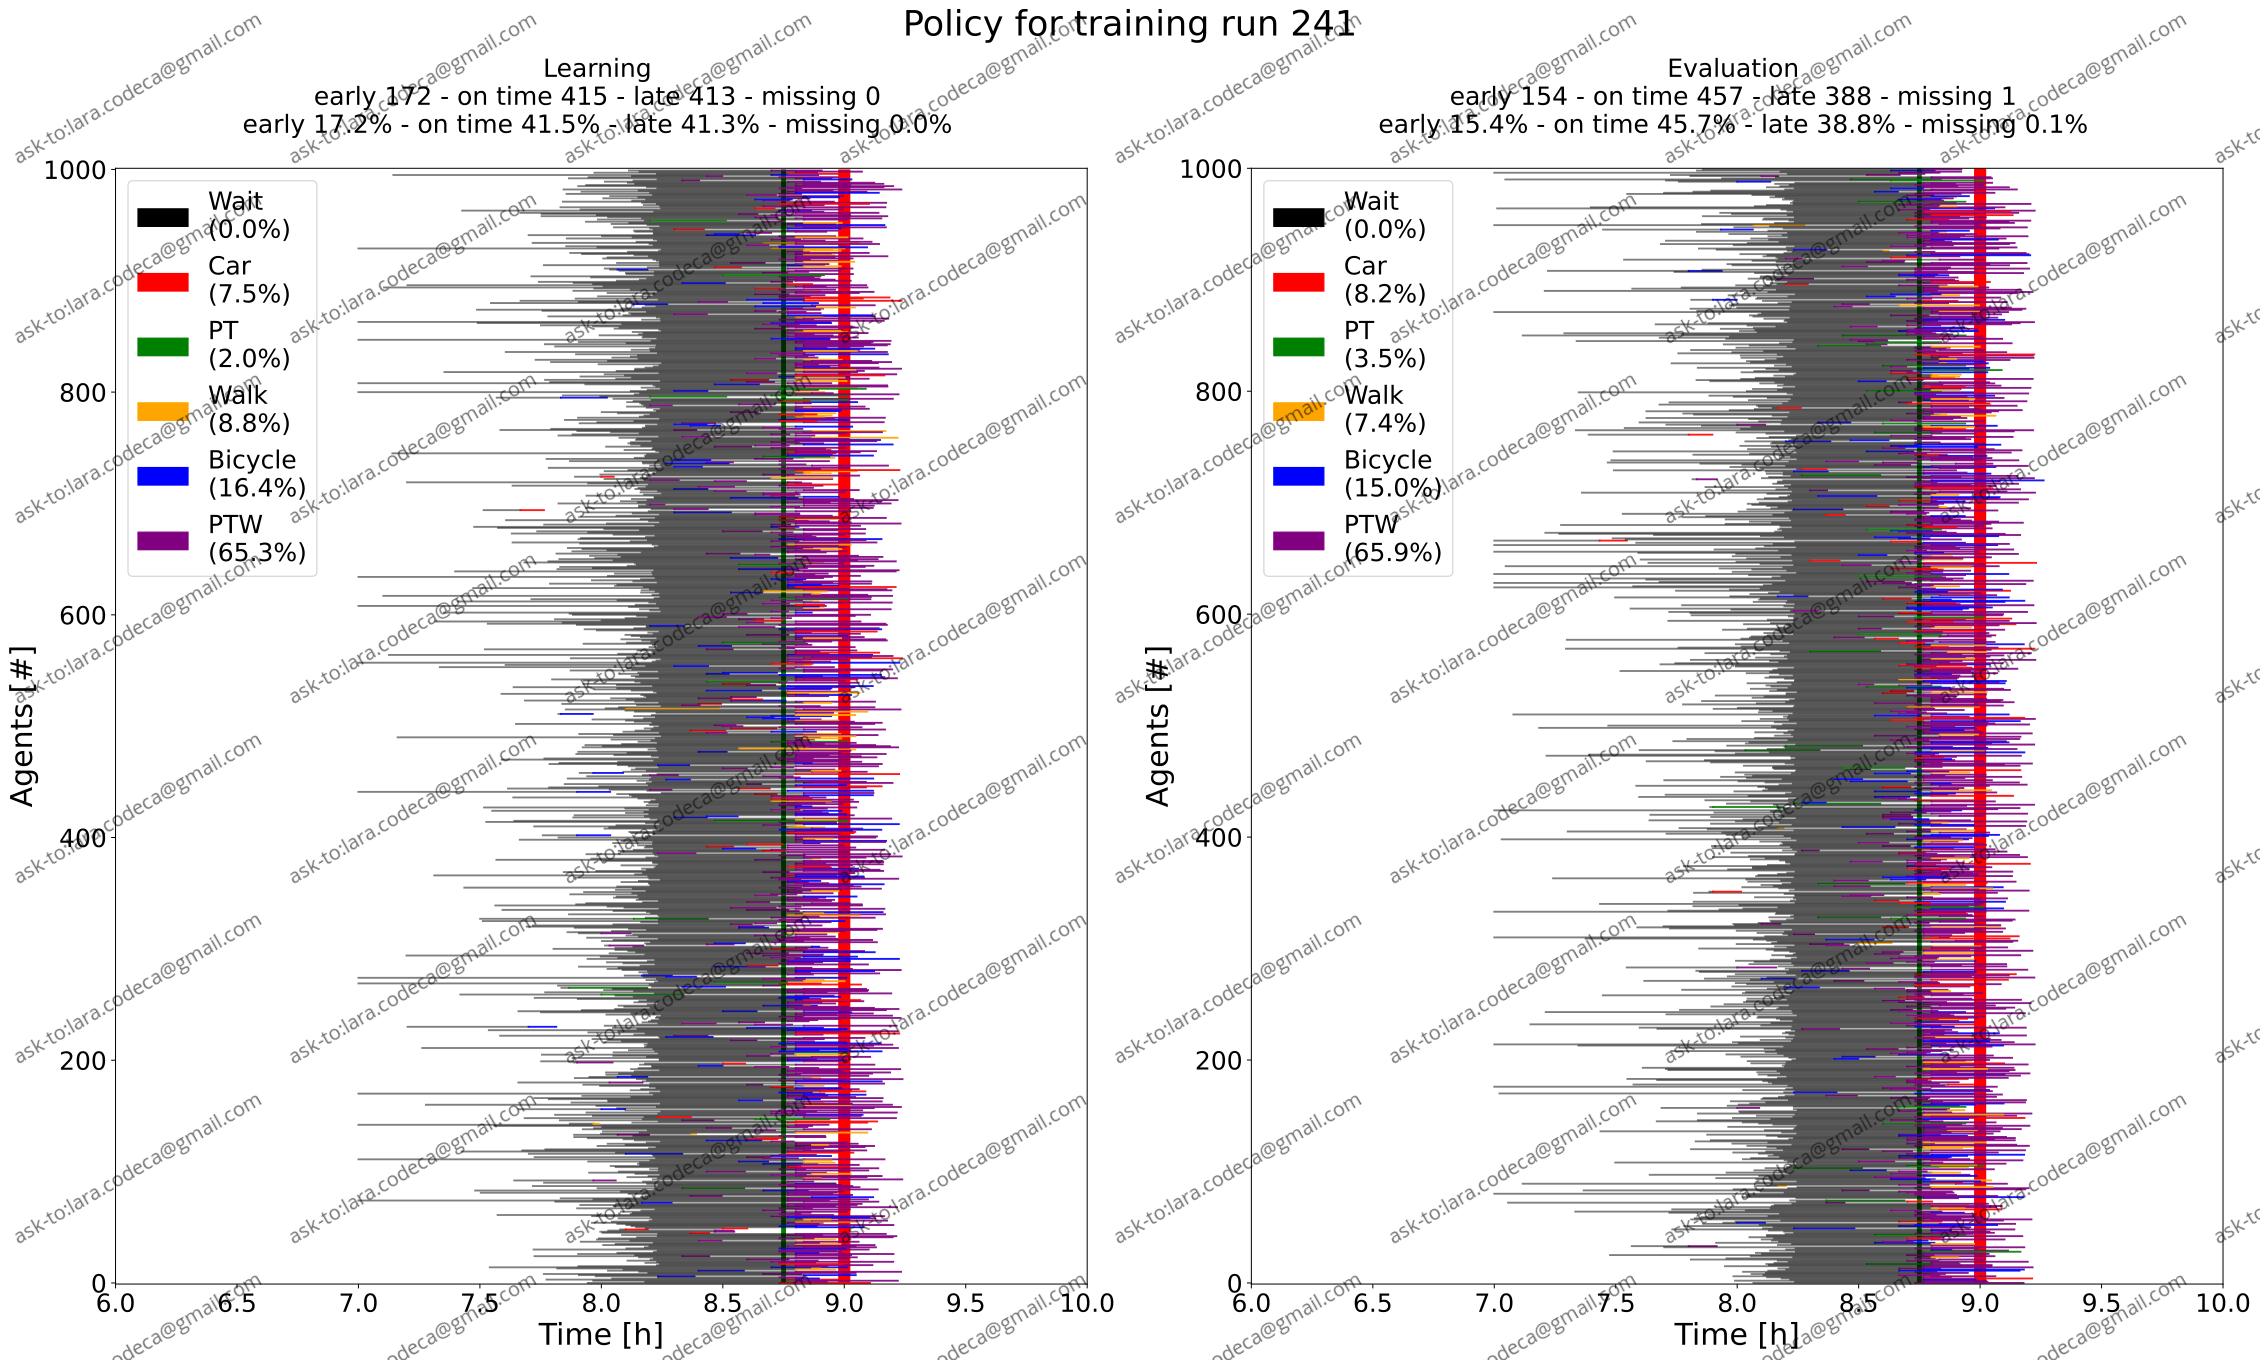 Policy for training run 241
Learning
early 172 - on time 415 - late 413 - missing 0
early 17.2% - on time 41.5% - late 41.3% - missing 0.0%
1000
800
600
400
200
0
Agents [#]
Wait
(0.0%)
Car
(7.5%)
PT
(2.0%)
Walk
(8.8%)
Bicycle
(16.4%)
PTW
(65.3%)
6.0 6.5 7.0 7.5 8.0 8.5 9.0 9.5 10.0
Time [h]
Evaluation
early 154 - on time 457 - late 388 - missing 1
early 15.4% - on time 45.7% - late 38.8% - missing 0.1%
1000
800
600
400
200
0
Agents [#]
Wait
(0.0%)
Car
(8.2%)
PT
(3.5%)
Walk
(7.4%)
Bicycle
(15.0%)
PTW
(65.9%)
6.0 6.5 7.0 7.5 8.0 8.5 9.0 9.5 10.0
Time [h]
ask-to:lara.codeca@gmail.com